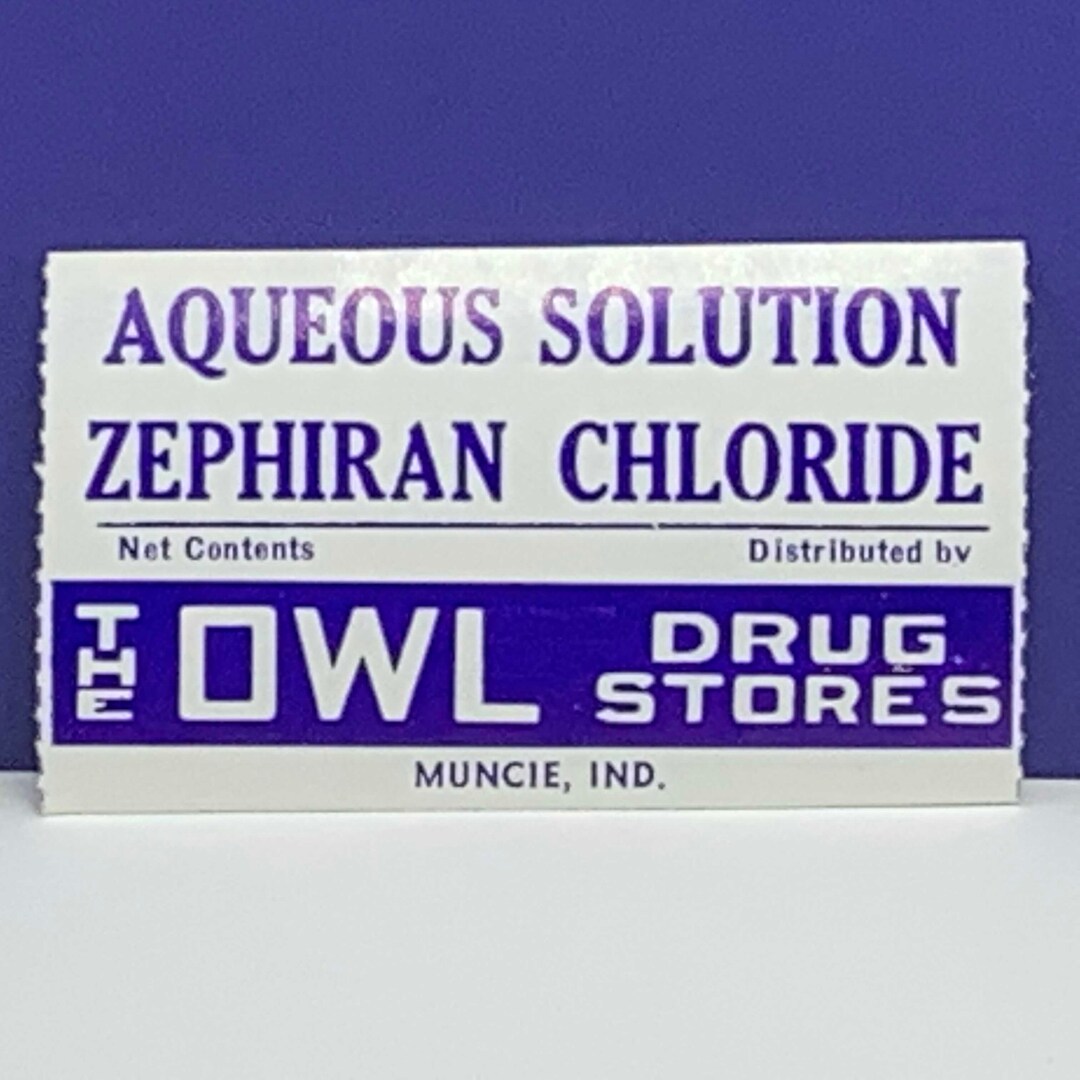 AQUEOUS SOLUTION
ZEPHIRAN CHLORIDE
Net Contents Distributed by
THE OWL DRUG STORES
MUNCIE, IND.